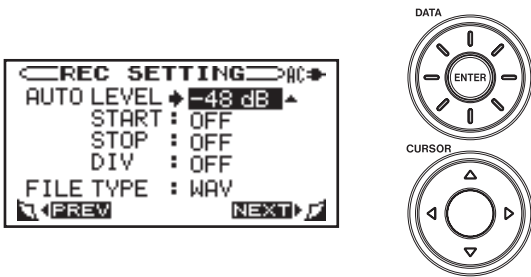 REC SETTING AC
AUTO LEVEL -48 dB
START : OFF
STOP : OFF
DIV : OFF
FILE TYPE : WAV
PREV NEXT
DATA
ENTER
CURSOR